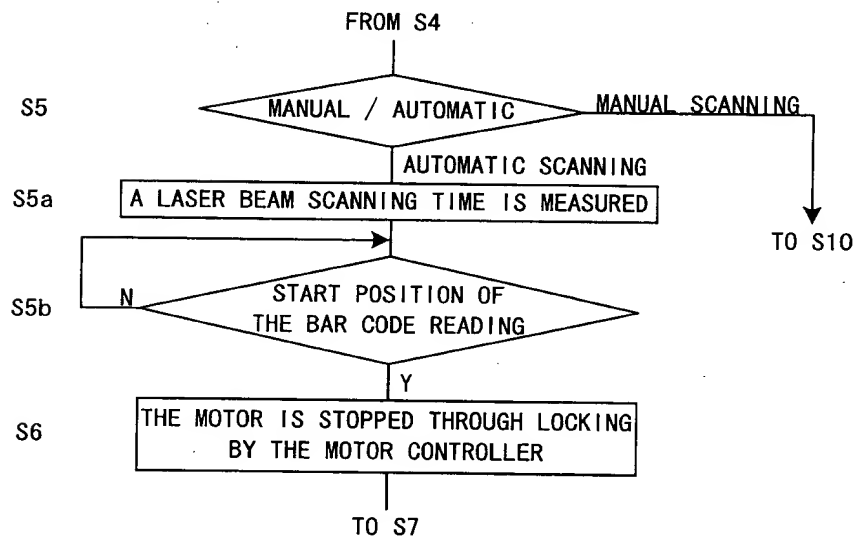 FROM S4
S5
MANUAL / AUTOMATIC
MANUAL SCANNING
AUTOMATIC SCANNING
S5a
A LASER BEAM SCANNING TIME IS MEASURED
TO S10
N
S5b
START POSITION OF
THE BAR CODE READING
Y
S6
THE MOTOR IS STOPPED THROUGH LOCKING
BY THE MOTOR CONTROLLER
TO S7